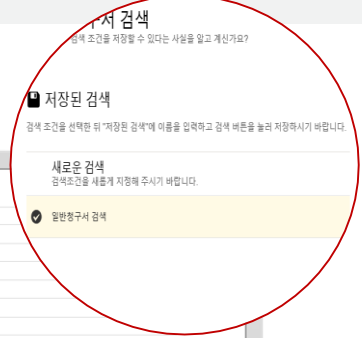 구서 검색
검색 조건을 저장할 수 있다는 사실을 알고 계신가요?
저장된 검색
검색 조건을 선택한 뒤 "저장된 검색"에 이름을 입력하고 검색 버튼을 눌러 저장하시기 바랍니다.
새로운 검색
검색조건을 새롭게 지정해 주시기 바랍니다.
일반청구서 검색